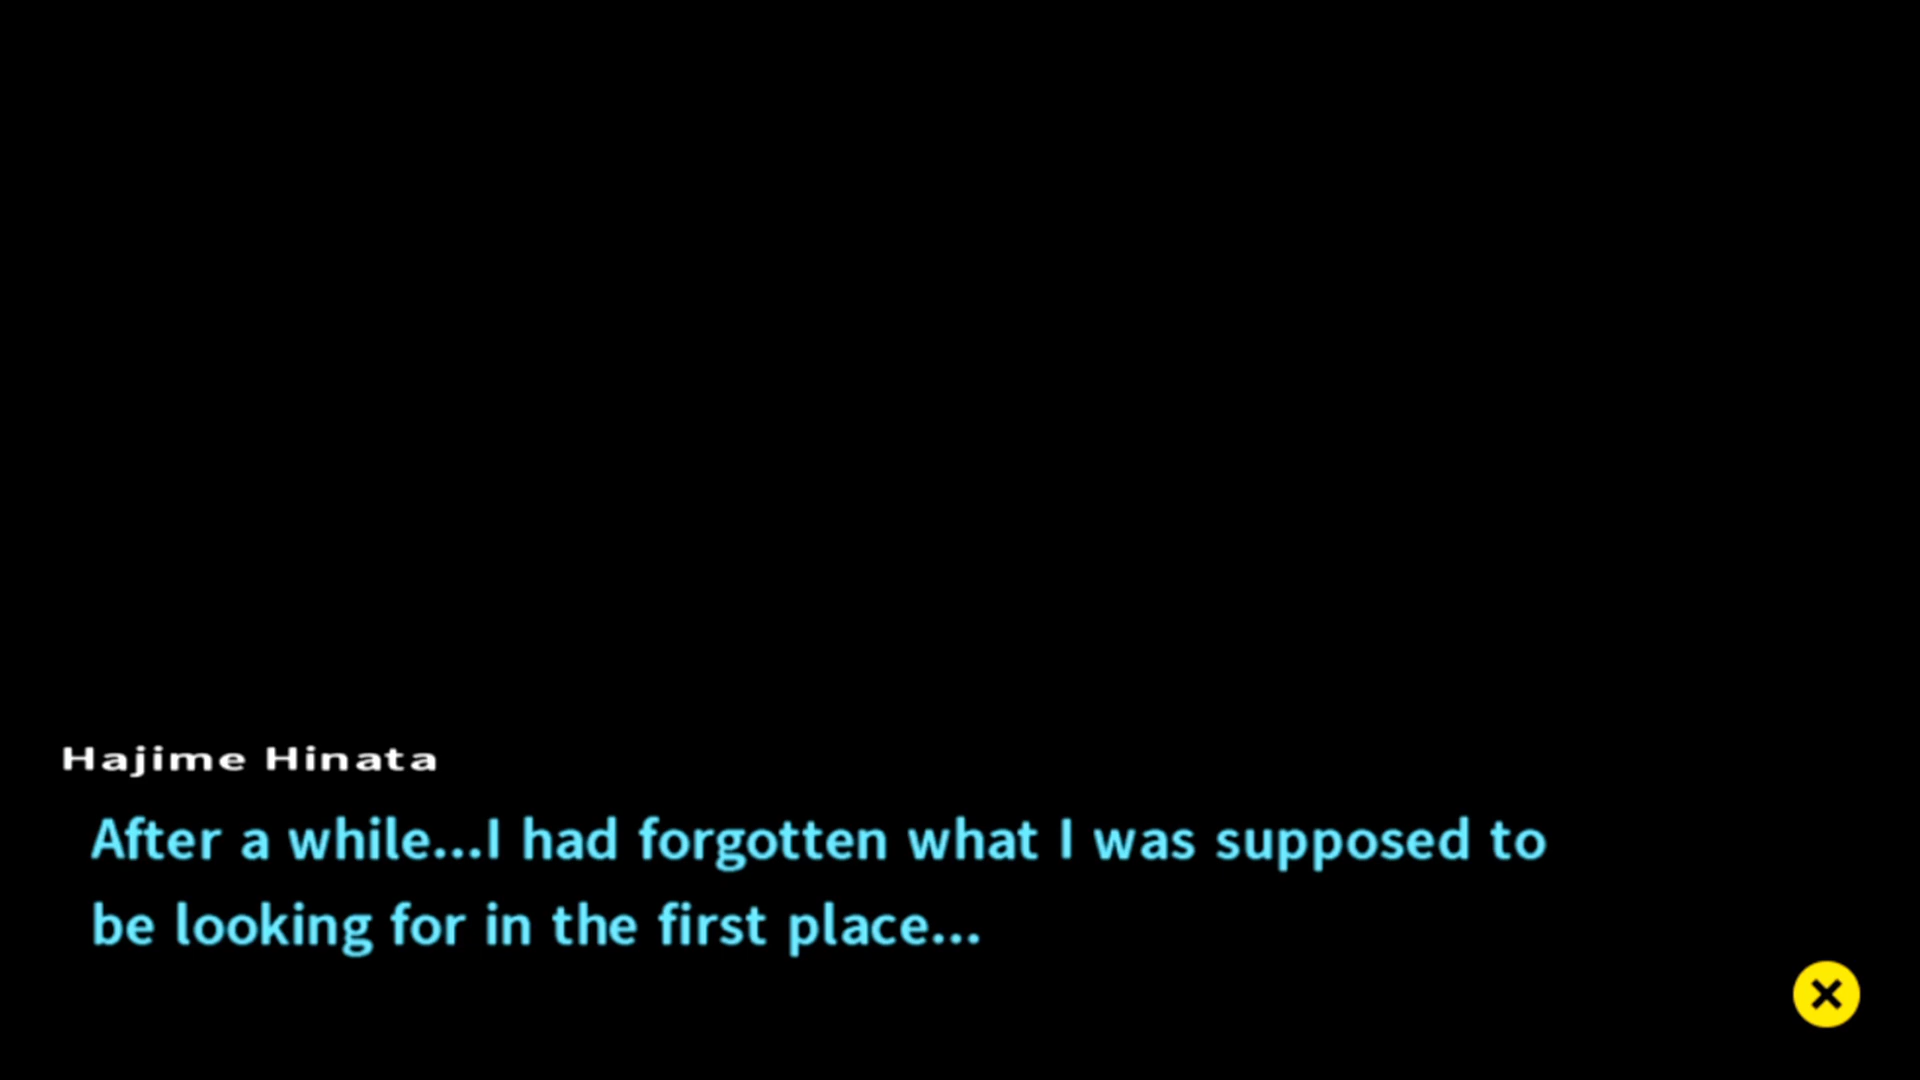 Hajime Hinata
After a while...I had forgotten what I was supposed to
be looking for in the first place...